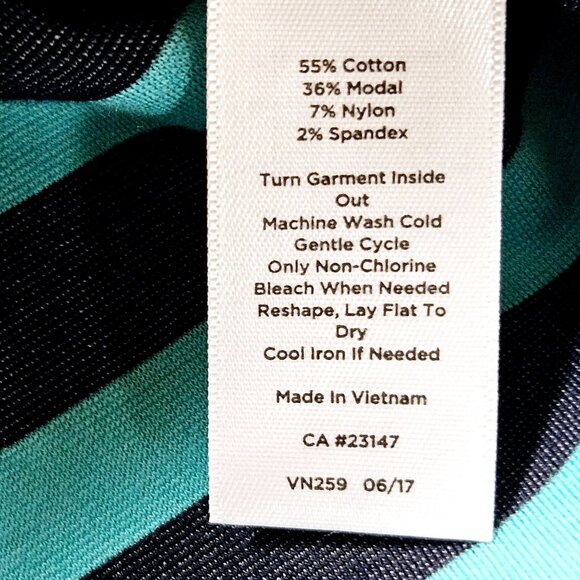 55% Cotton
36% Modal
7% Nylon
2% Spandex
Turn Garment Inside
Out
Machine Wash Cold
Gentle Cycle
Only Non-Chlorine
Bleach When Needed
Reshape, Lay Flat To
Dry
Cool Iron If Needed
Made In Vietnam
CA #23147
VN259 06/17